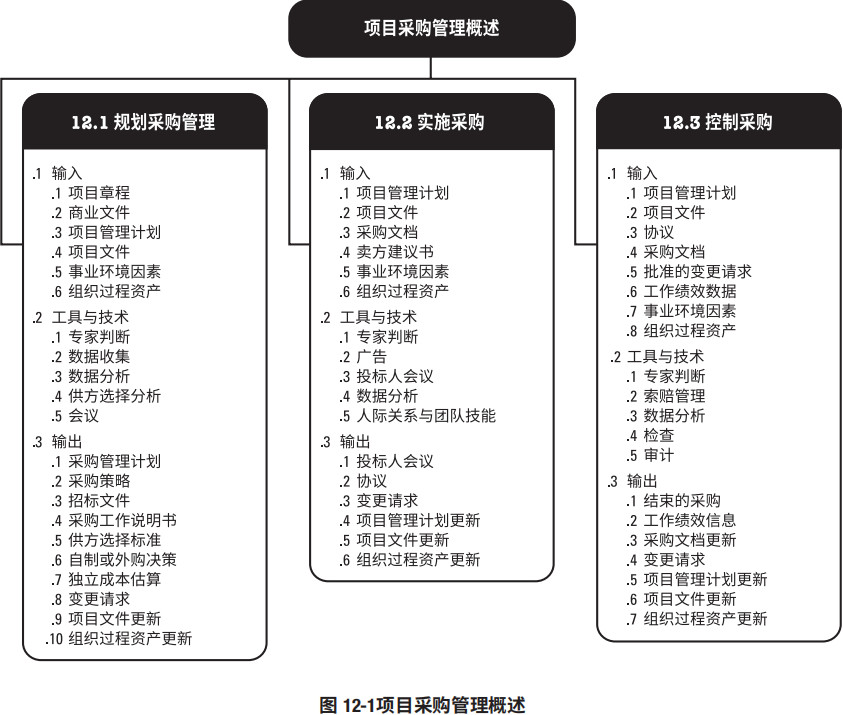 项目采购管理概述
12.1 规划采购管理
.1 输入
.1 项目章程
.2 商业文件
.3 项目管理计划
.4 项目文件
.5 事业环境因素
.6 组织过程资产
.2 工具与技术
.1 专家判断
.2 数据收集
.3 数据分析
.4 供方选择分析
.5 会议
.3 输出
.1 采购管理计划
.2 采购策略
.3 招标文件
.4 采购工作说明书
.5 供方选择标准
.6 自制或外购决策
.7 独立成本估算
.8 变更请求
.9 项目文件更新
.10 组织过程资产更新
12.2 实施采购
.1 输入
.1 项目管理计划
.2 项目文件
.3 采购文档
.4 卖方建议书
.5 事业环境因素
.6 组织过程资产
.2 工具与技术
.1 专家判断
.2 广告
.3 投标人会议
.4 数据分析
.5 人际关系与团队技能
.3 输出
.1 投标人会议
.2 协议
.3 变更请求
.4 项目管理计划更新
.5 项目文件更新
.6 组织过程资产更新
12.3 控制采购
.1 输入
.1 项目管理计划
.2 项目文件
.3 协议
.4 采购文档
.5 批准的变更请求
.6 工作绩效数据
.7 事业环境因素
.8 组织过程资产
.2 工具与技术
.1 专家判断
.2 索赔管理
.3 数据分析
.4 检查
.5 审计
.3 输出
.1 结束的采购
.2 工作绩效信息
.3 采购文档更新
.4 变更请求
.5 项目管理计划更新
.6 项目文件更新
.7 组织过程资产更新
图 12-1项目采购管理概述